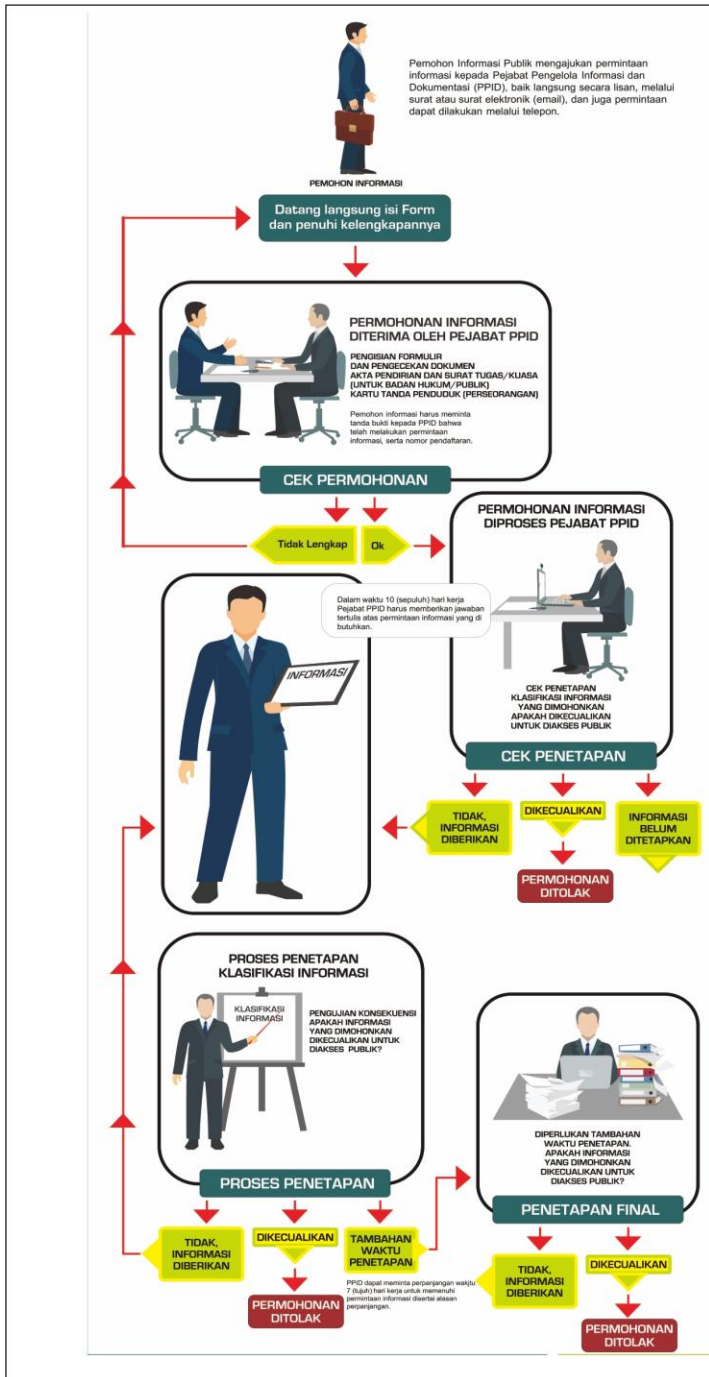 Pemohon Informasi Publik mengajukan permintaan
informasi kepada Pejabat Pengelola Informasi dan
Dokumentasi (PPID), baik langsung secara lisan, melalui
surat atau surat elektronik (email), dan juga permintaan
dapat dilakukan melalui telepon.
PEMOHON INFORMASI
Datang langsung isi Form
dan penuhi kelengkapannya
PERMOHONAN INFORMASI
DITERIMA OLEH PEJABAT PPID
PENGISIAN FORMULIR
DAN PENGECEKAN DOKUMEN
AKTA PENDIRIAN DAN SURAT TUGAS/KUASA
(UNTUK BADAN HUKUM/PUBLIK)
KARTU TANDA PENDUDUK (PERSEORANGAN)
Pemohon informasi harus meminta
tanda bukti kepada PPID bahwa
telah melakukan permintaan
informasi, serta nomor pendaftaran.
CEK PERMOHONAN
Tidak Lengkap
Ok
PERMOHONAN INFORMASI
DIPROSES PEJABAT PPID
Dalam waktu 10 (sepuluh) hari kerja
Pejabat PPID harus memberikan jawaban
tertulis atas permintaan informasi yang di
butuhkan.
INFORMASI
CEK PENETAPAN
KLASIFIKASI INFORMASI
YANG DIMOHONKAN
APAKAH DIKECUALIKAN
UNTUK DIAKSES PUBLIK
CEK PENETAPAN
TIDAK,
INFORMASI
DIBERIKAN
DIKECUALIKAN
INFORMASI
BELUM
DITETAPKAN
PERMOHONAN
DITOLAK
PROSES PENETAPAN
KLASIFIKASI INFORMASI
KLASIFIKASI
INFORMASI
PENGUJIAN KONSEKUENSI
APAKAH INFORMASI
YANG DIMOHONKAN
DIKECUALIKAN UNTUK
DIAKSES PUBLIK?
PROSES PENETAPAN
TIDAK,
INFORMASI
DIBERIKAN
DIKECUALIKAN
TAMBAHAN
WAKTU
PENETAPAN
PERMOHONAN
DITOLAK
PPID dapat meminta perpanjangan wakjtu
7 (tujuh) hari kerja untuk memenuhi
permintaan informasi disertai alasan
perpanjangan.
DIPERLUKAN TAMBAHAN
WAKTU PENETAPAN.
APAKAH INFORMASI
YANG DIMOHONKAN
DIKECUALIKAN UNTUK
DIAKSES PUBLIK?
PENETAPAN FINAL
TIDAK,
INFORMASI
DIBERIKAN
DIKECUALIKAN
PERMOHONAN
DITOLAK